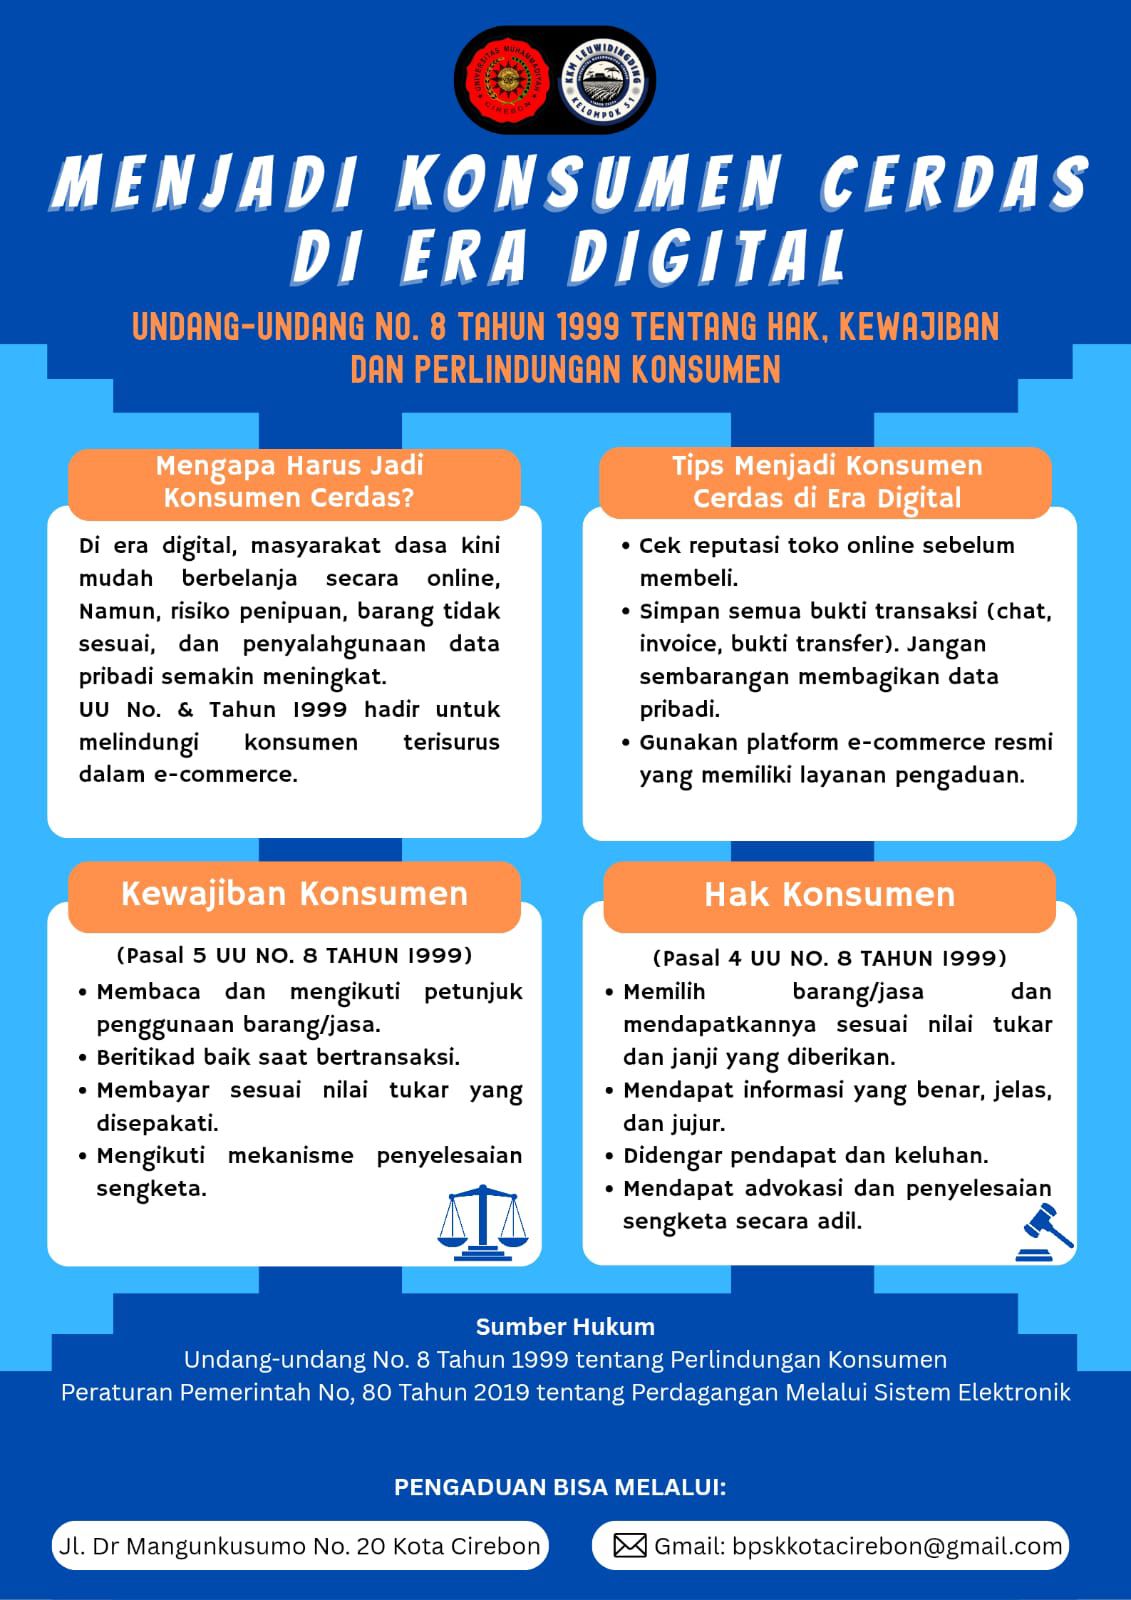 UNIVERSITAS MUHAMMADIYAH
CIREBON
KKM LEUWIDINGDING
KELOMPOK 51
MENJADI KONSUMEN CERDAS
DI ERA DIGITAL
UNDANG-UNDANG NO. 8 TAHUN 1999 TENTANG HAK, KEWAJIBAN
DAN PERLINDUNGAN KONSUMEN
Mengapa Harus Jadi
Konsumen Cerdas?
Di era digital, masyarakat dasa kini
mudah berbelanja secara online,
Namun, risiko penipuan, barang tidak
sesuai, dan penyalahgunaan data
pribadi semakin meningkat.
UU No. & Tahun 1999 hadir untuk
melindungi konsumen terisurus
dalam e-commerce.
Tips Menjadi Konsumen
Cerdas di Era Digital
• Cek reputasi toko online sebelum
membeli.
• Simpan semua bukti transaksi (chat,
invoice, bukti transfer). Jangan
sembarangan membagikan data
pribadi.
• Gunakan platform e-commerce resmi
yang memiliki layanan pengaduan.
Kewajiban Konsumen
(Pasal 5 UU NO. 8 TAHUN 1999)
• Membaca dan mengikuti petunjuk
penggunaan barang/jasa.
• Beritikad baik saat bertransaksi.
• Membayar sesuai nilai tukar yang
disepakati.
• Mengikuti mekanisme penyelesaian
sengketa.
Hak Konsumen
(Pasal 4 UU NO. 8 TAHUN 1999)
• Memilih barang/jasa dan
mendapatkannya sesuai nilai tukar
dan janji yang diberikan.
• Mendapat informasi yang benar, jelas,
dan jujur.
• Didengar pendapat dan keluhan.
• Mendapat advokasi dan penyelesaian
sengketa secara adil.
Sumber Hukum
Undang-undang No. 8 Tahun 1999 tentang Perlindungan Konsumen
Peraturan Pemerintah No, 80 Tahun 2019 tentang Perdagangan Melalui Sistem Elektronik
PENGADUAN BISA MELALUI:
Jl. Dr Mangunkusumo No. 20 Kota Cirebon
Gmail: bpskkotacirebon@gmail.com